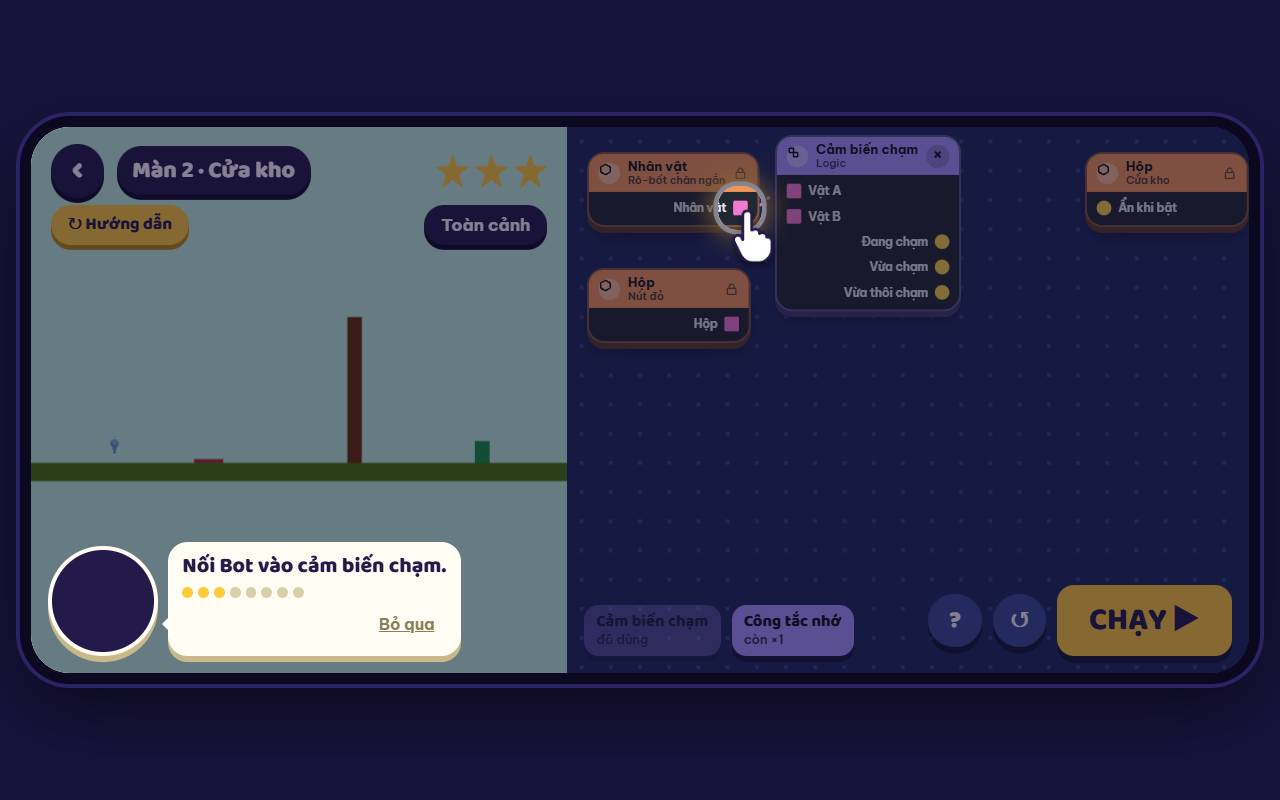 Màn 2 · Cửa kho
Hướng dẫn
Toàn cảnh
Nối Bot vào cảm biến chạm.
Bỏ qua
Nhân vật
Rô-bốt chân ngắn
Nhân vật
Hộp
Nút đỏ
Hộp
Cảm biến chạm
Logic
Vật A
Vật B
Đang chạm
Vừa chạm
Vừa thôi chạm
Hộp
Cửa kho
Ẩn khi bật
Cảm biến chạm
đã dùng
Công tắc nhớ
còn ×1
?
CHẠY